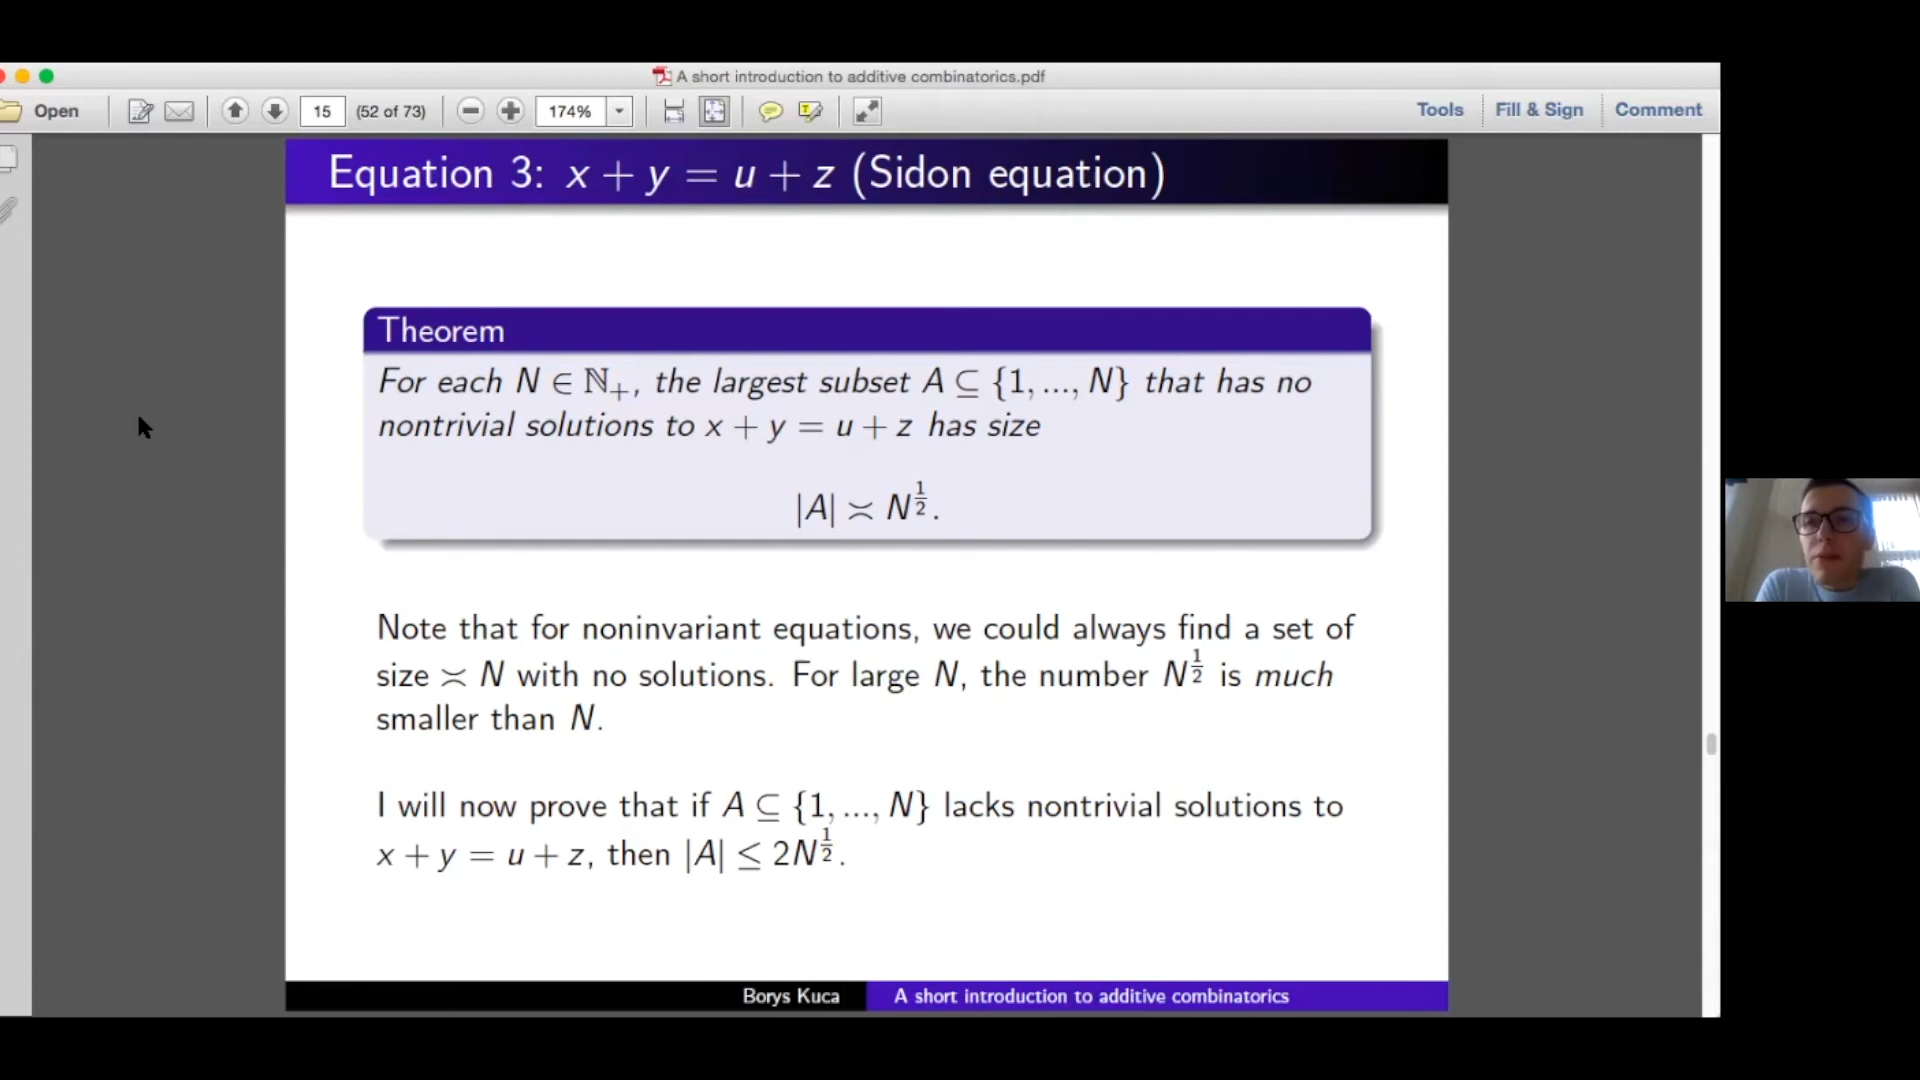 A short introduction to additive combinatorics.pdf
Open 15 (52 of 73) 174% Tools Fill & Sign Comment
Equation 3: x + y = u + z (Sidon equation)
Theorem
For each N ∈ ℕ₊, the largest subset A ⊆ {1, ..., N} that has no
nontrivial solutions to x + y = u + z has size
|A| ≍ N^{1/2}.
Note that for noninvariant equations, we could always find a set of
size ≍ N with no solutions. For large N, the number N^{1/2} is much
smaller than N.
I will now prove that if A ⊆ {1, ..., N} lacks nontrivial solutions to
x + y = u + z, then |A| ≤ 2N^{1/2}.
Borys Kuca A short introduction to additive combinatorics